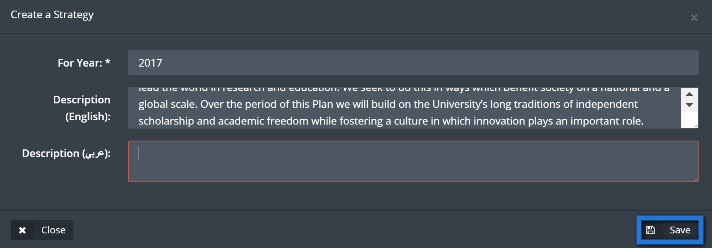 Create a Strategy
For Year: *
2017
Description
(English):
lead the world in research and education. We seek to do this in ways which benefit society on a national and a
global scale. Over the period of this Plan we will build on the University's long traditions of independent
scholarship and academic freedom while fostering a culture in which innovation plays an important role.
Description (عربي):
Close
Save